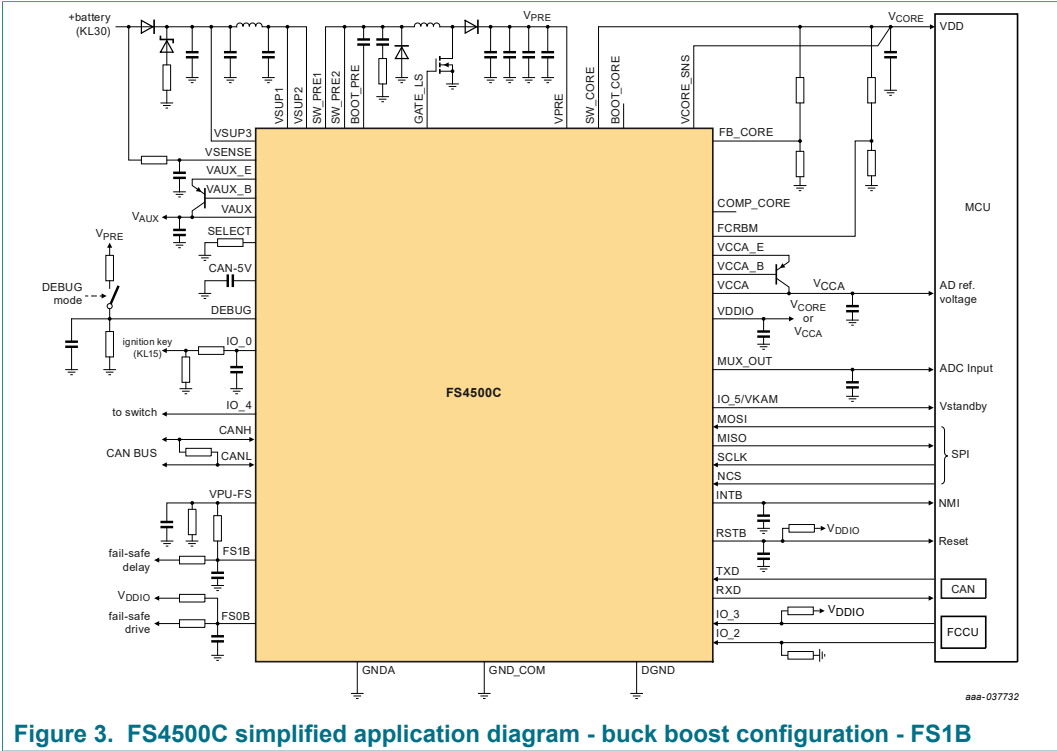 +battery
(KL30)
VPRE
VCORE
VDD
VSUP1
VSUP2
SW_PRE1
SW_PRE2
BOOT_PRE
GATE_LS
VPRE
SW_CORE
BOOT_CORE
VCORE_SNS
VSUP3
VSENSE
VAUX_E
VAUX_B
VAUX
VAUX
SELECT
VPRE
CAN-5V
DEBUG
mode
DEBUG
ignition key
(KL15)
IO_0
to switch
IO_4
CANH
CAN BUS
CANL
VPU-FS
fail-safe
delay
FS1B
VDDIO
fail-safe
drive
FS0B
FS4500C
GNDA
GND_COM
DGND
FB_CORE
COMP_CORE
FCRBM
VCCA_E
VCCA_B
VCCA
VCCA
VDDIO
VCORE
or
VCCA
MUX_OUT
IO_5/VKAM
MOSI
MISO
SCLK
NCS
INTB
RSTB
VDDIO
TXD
RXD
IO_3
VDDIO
IO_2
MCU
AD ref.
voltage
ADC Input
Vstandby
SPI
NMI
Reset
CAN
FCCU
aaa-037732
Figure 3. FS4500C simplified application diagram - buck boost configuration - FS1B